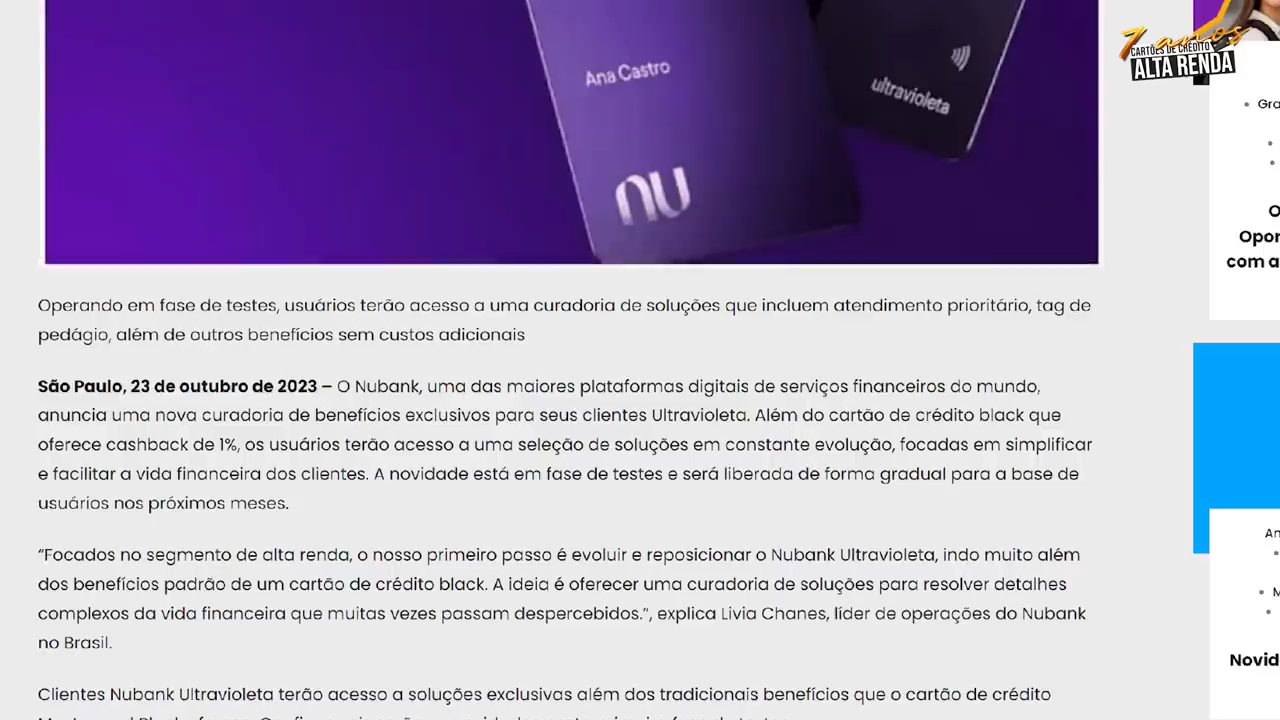 7 anos
CARTÕES DE CRÉDITO
ALTA RENDA
Ana Castro
ultravioleta
nu
Operando em fase de testes, usuários terão acesso a uma curadoria de soluções que incluem atendimento prioritário, tag de
pedágio, além de outros benefícios sem custos adicionais
São Paulo, 23 de outubro de 2023 – O Nubank, uma das maiores plataformas digitais de serviços financeiros do mundo,
anuncia uma nova curadoria de benefícios exclusivos para seus clientes Ultravioleta. Além do cartão de crédito black que
oferece cashback de 1%, os usuários terão acesso a uma seleção de soluções em constante evolução, focadas em simplificar
e facilitar a vida financeira dos clientes. A novidade está em fase de testes e será liberada de forma gradual para a base de
usuários nos próximos meses.
“Focados no segmento de alta renda, o nosso primeiro passo é evoluir e reposicionar o Nubank Ultravioleta, indo muito além
dos benefícios padrão de um cartão de crédito black. A ideia é oferecer uma curadoria de soluções para resolver detalhes
complexos da vida financeira que muitas vezes passam despercebidos.”, explica Livia Chanes, líder de operações do Nubank
no Brasil.
Clientes Nubank Ultravioleta terão acesso a soluções exclusivas além dos tradicionais benefícios que o cartão de crédito
com a